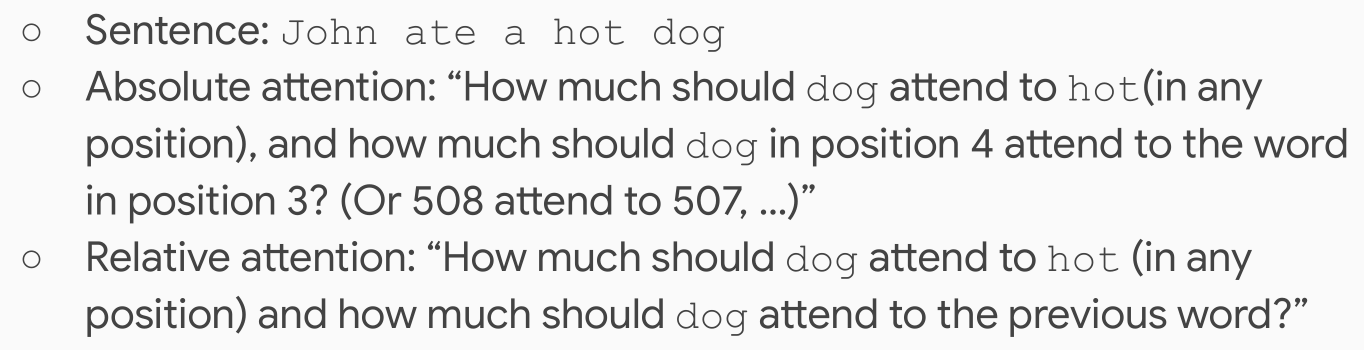 ○ Sentence: John ate a hot dog
○ Absolute attention: “How much should dog attend to hot(in any
position), and how much should dog in position 4 attend to the word
in position 3? (Or 508 attend to 507, ...)”
○ Relative attention: “How much should dog attend to hot (in any
position) and how much should dog attend to the previous word?”